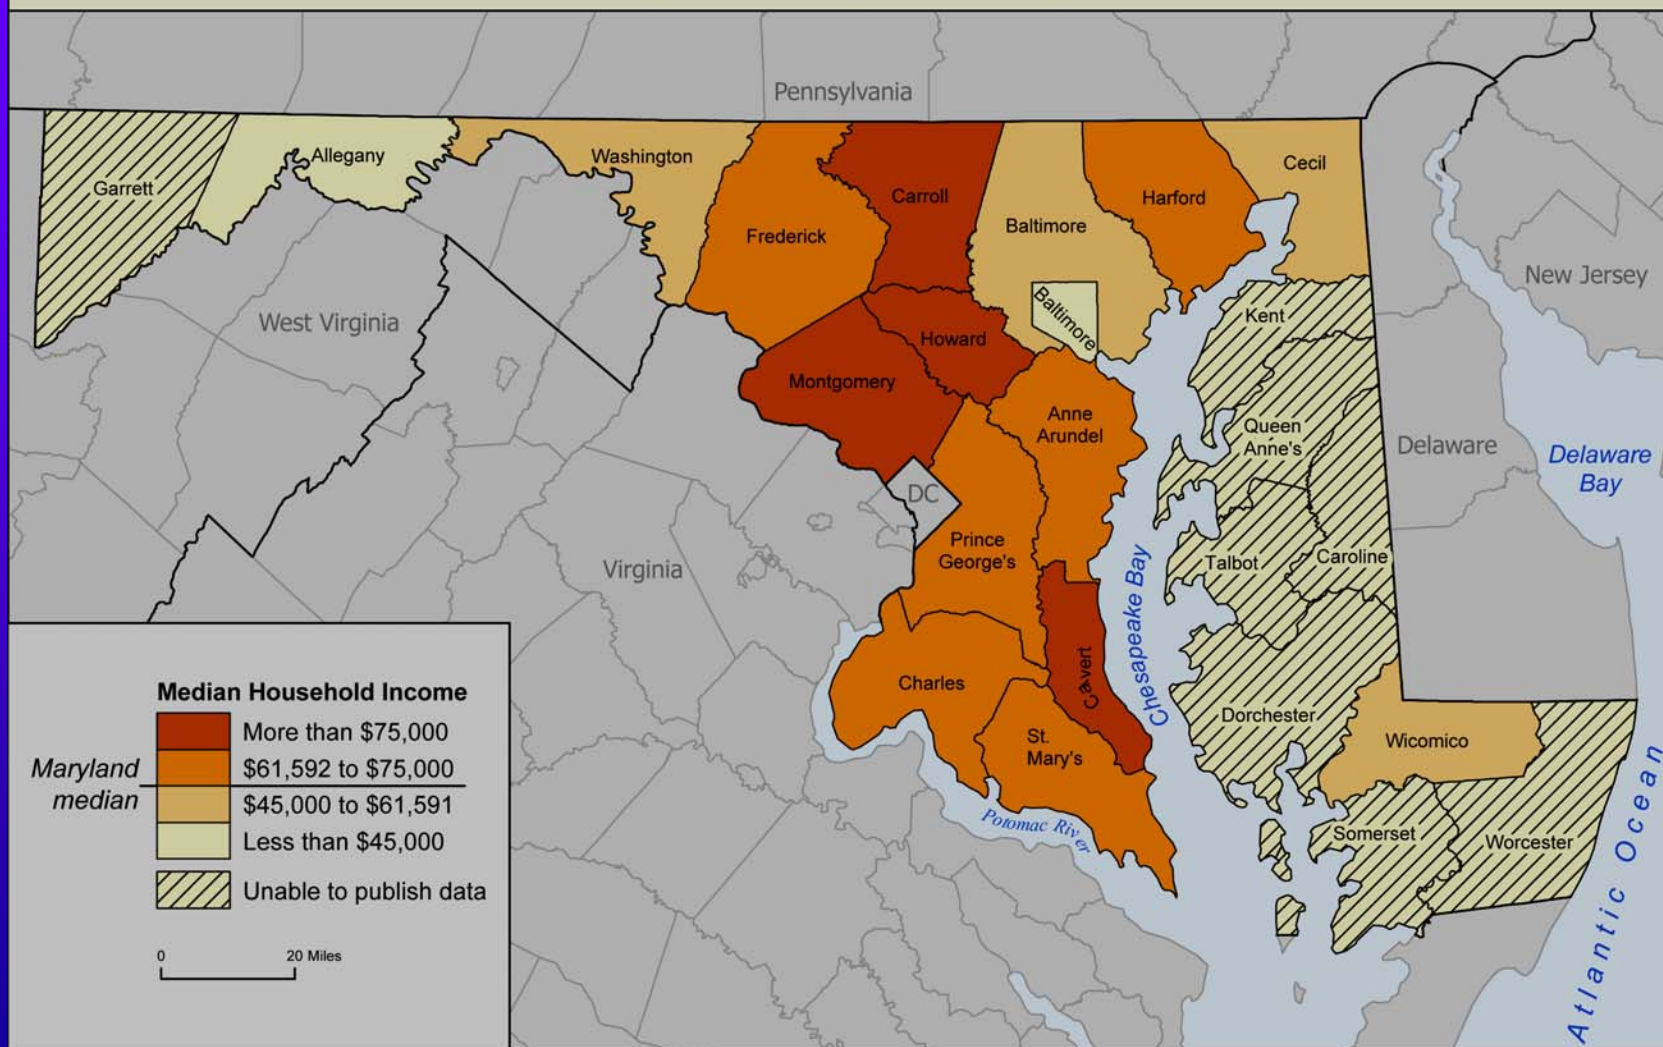 Pennsylvania
Garrett
Allegany
Washington
Frederick
Carroll
Baltimore
Harford
Cecil
New Jersey
West Virginia
Baltimore
Kent
Howard
Montgomery
Anne
Arundel
Queen
Anne's
Delaware
Delaware
Bay
DC
Prince
George's
Virginia
Talbot
Caroline
Chesapeake Bay
Charles
Calvert
St.
Mary's
Dorchester
Wicomico
Potomac River
Somerset
Worcester
Atlantic Ocean
Median Household Income
More than $75,000
$61,592 to $75,000
Maryland
median
$45,000 to $61,591
Less than $45,000
Unable to publish data
0 20 Miles